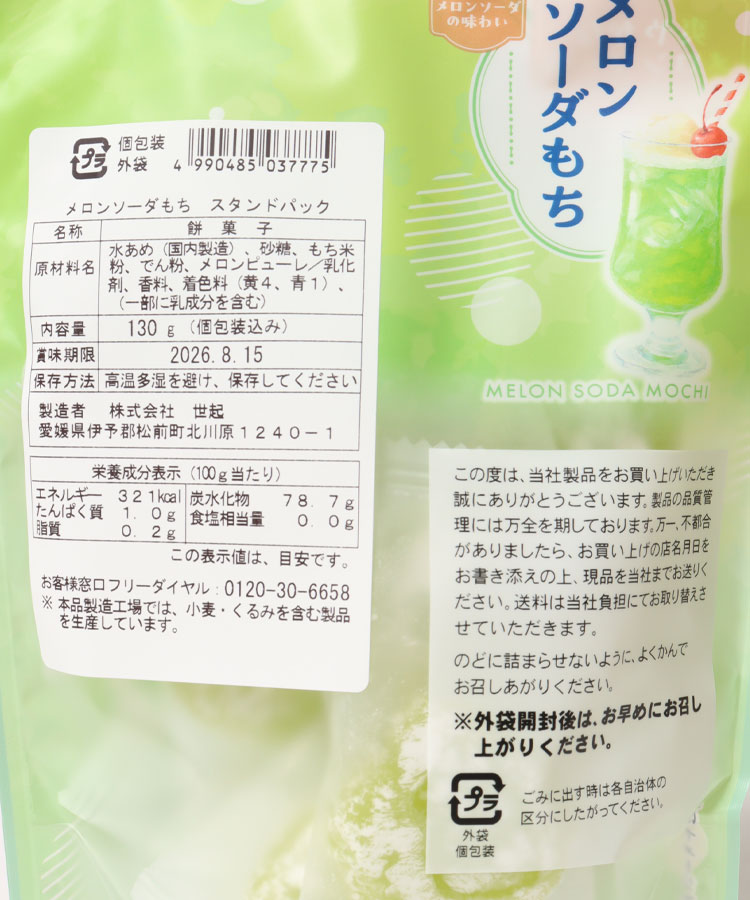 メロンソーダ
の味わい
メロン
ソーダもち
MELON SODA MOCHI
プラ
個包装
外袋
4 990485 037775
メロンソーダもち スタンドパック
名称 餅菓子
原材料名 水あめ(国内製造)、砂糖、もち米
粉、でん粉、メロンピューレ/乳化
剤、香料、着色料(黄4、青1)、
(一部に乳成分を含む)
内容量 130g(個包装込み)
賞味期限 2026.8.15
保存方法 高温多湿を避け、保存してください
製造者 株式会社 世起
愛媛県伊予郡松前町北川原1240-1
栄養成分表示(100g当たり)
エネルギー 321kcal 炭水化物 78.7g
たんぱく質 1.0g 食塩相当量 0.0g
脂質 0.2g
この表示値は、目安です。
お客様窓口フリーダイヤル:0120-30-6658
※ 本品製造工場では、小麦・くるみを含む製品
を生産しています。
この度は、当社製品をお買い上げいただき
誠にありがとうございます。製品の品質管
理には万全を期しております。万一、不都合
がありましたら、お買い上げの店名月日を
お書き添えの上、現品を当社までお送りく
ださい。送料は当社負担にてお取り替えさ
せていただきます。
のどに詰まらせないように、よくかんで
お召しあがりください。
※外袋開封後は、お早めにお召し
上がりください。
プラ
外袋
個包装
ごみに出す時は各自治体の
区分にしたがってください。